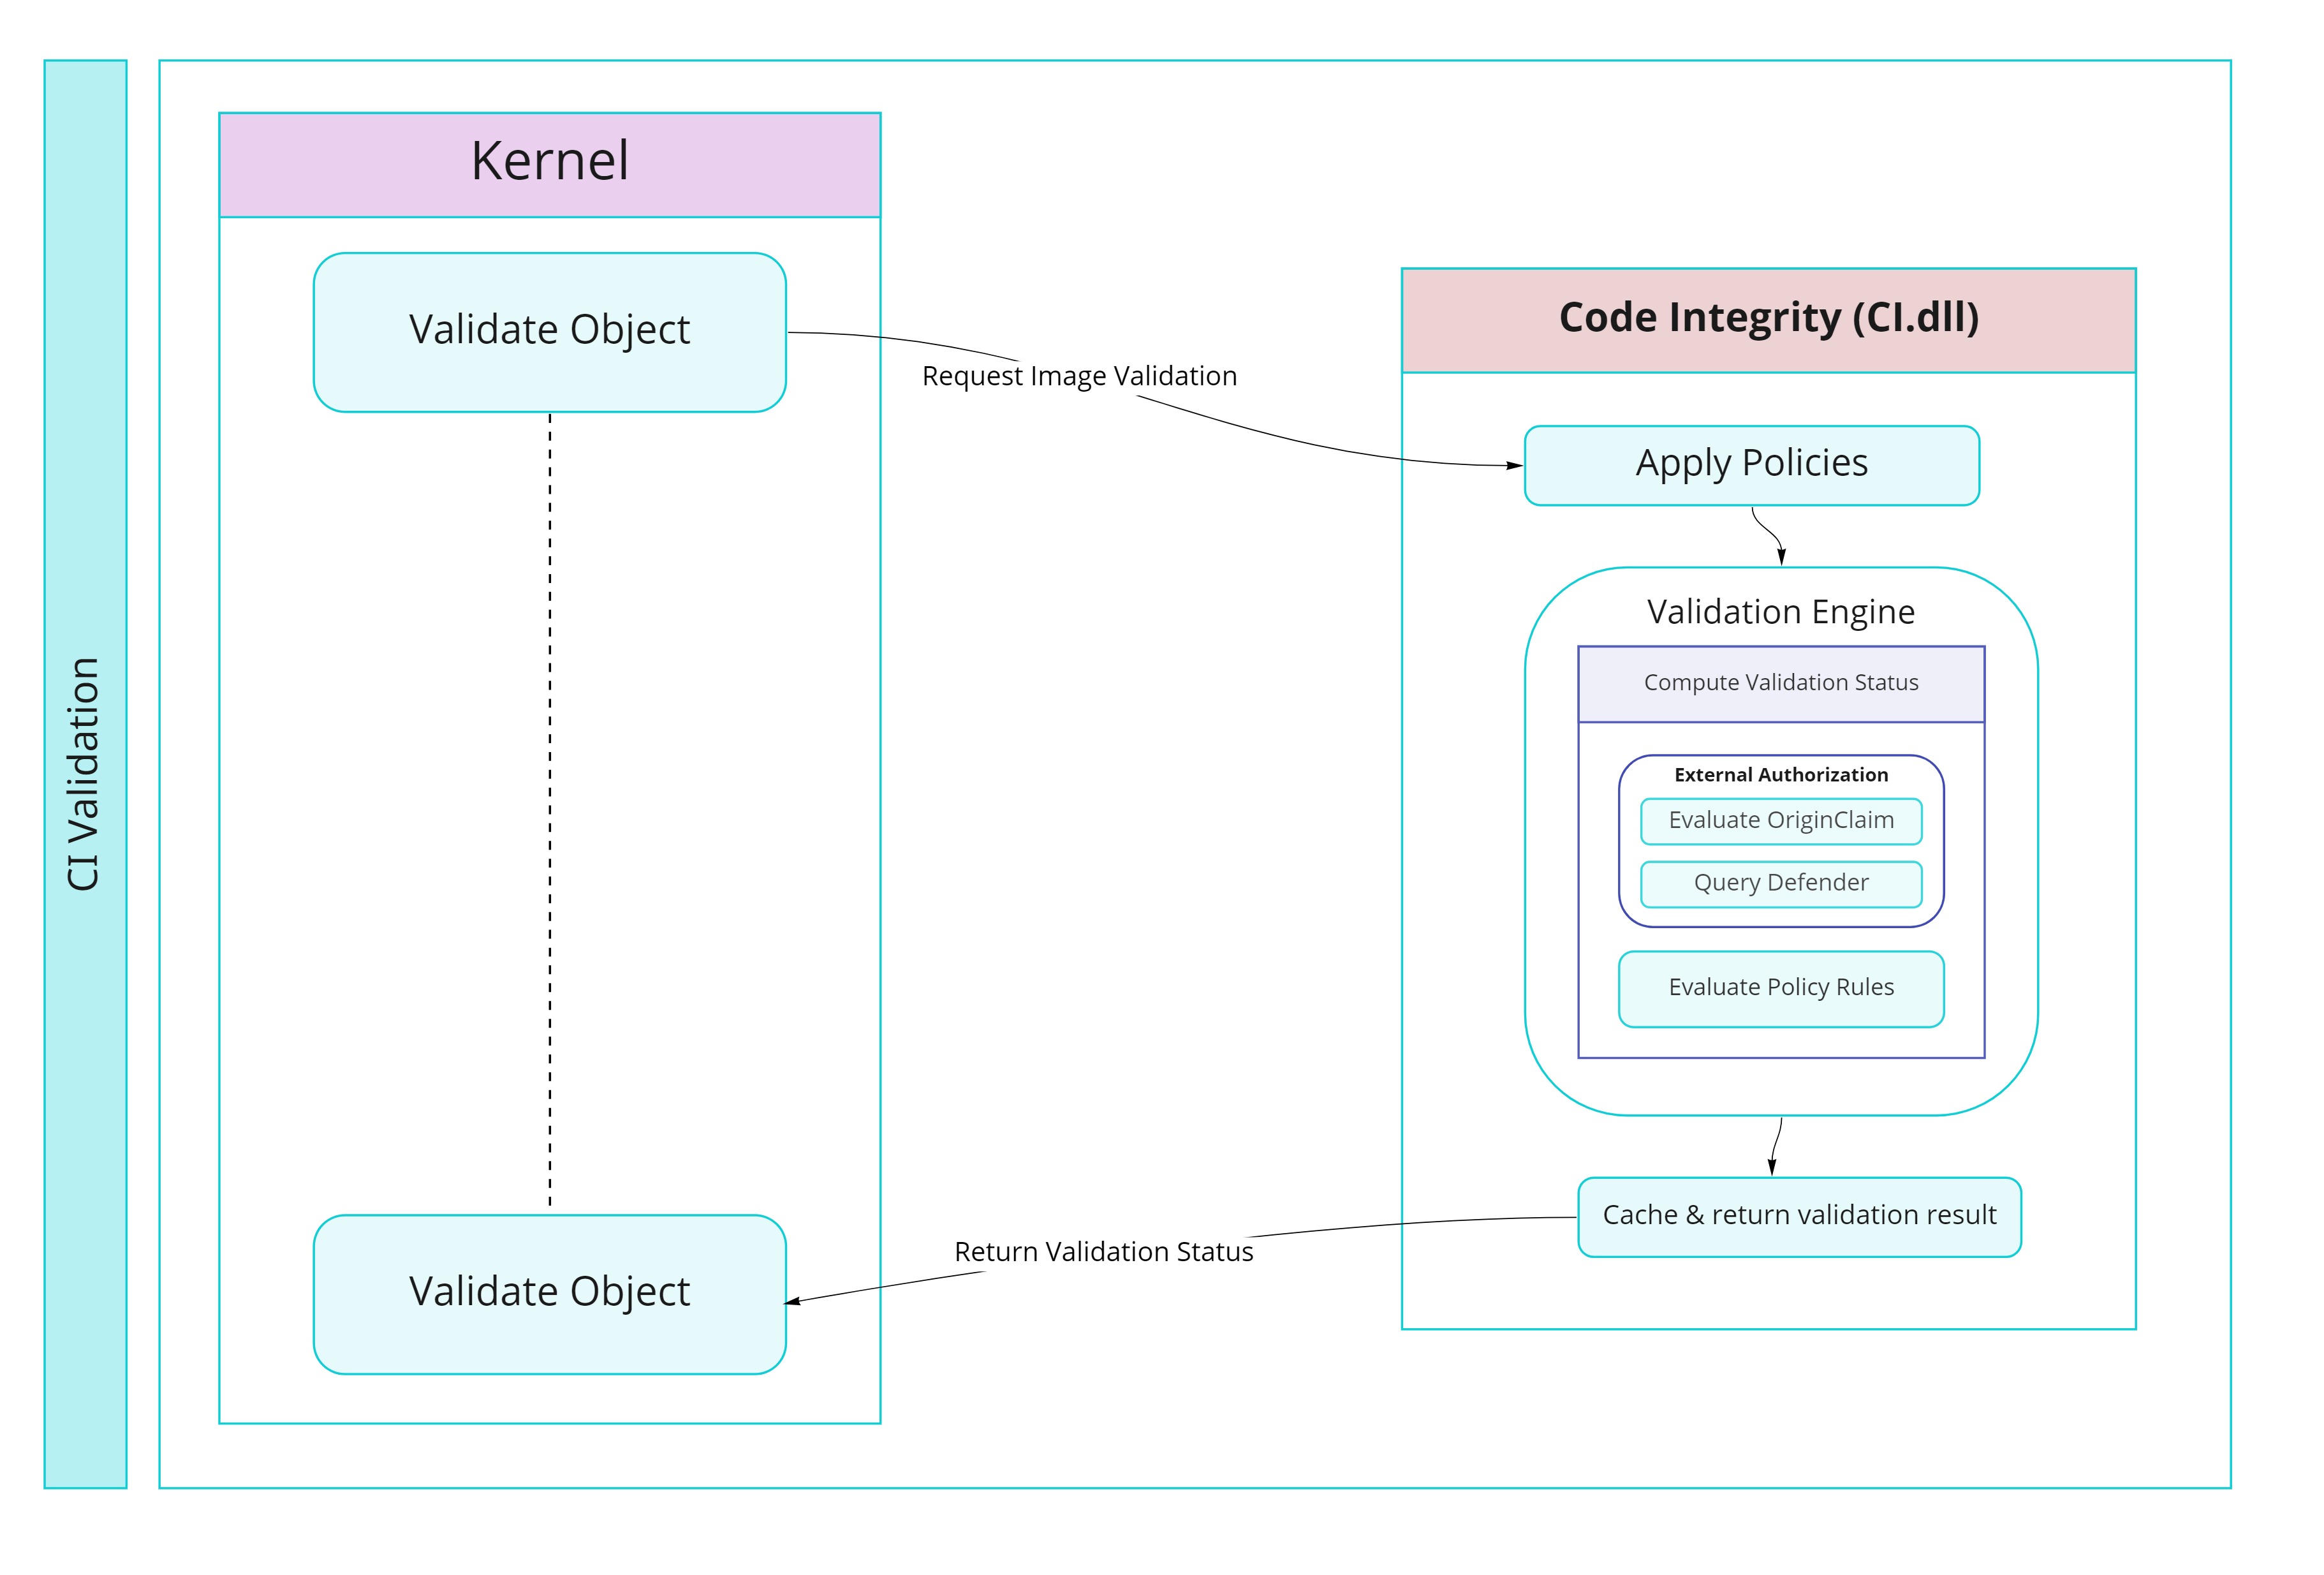 CI Validation
Kernel
Validate Object
Request Image Validation
Code Integrity (CI.dll)
Apply Policies
Validation Engine
Compute Validation Status
External Authorization
Evaluate OriginClaim
Query Defender
Evaluate Policy Rules
Cache & return validation result
Return Validation Status
Validate Object